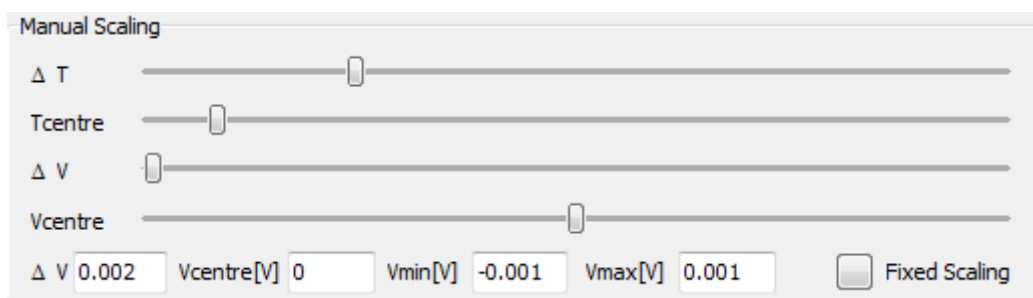 Manual Scaling
Δ T
Tcentre
Δ V
Vcentre
Δ V 0.002 Vcentre[V] 0 Vmin[V] -0.001 Vmax[V] 0.001 Fixed Scaling